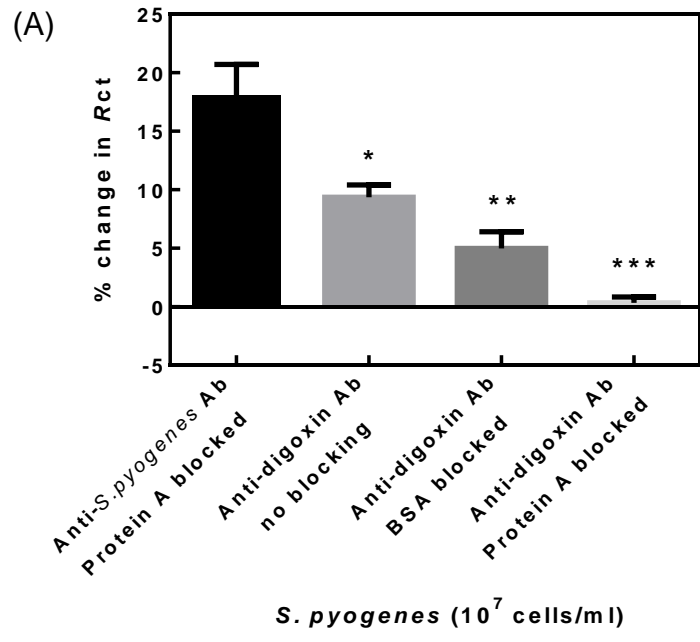 (A)
% change in Rct
25
20
15
10
5
0
-5
*
**
***
Anti-S.pyogenes Ab
Protein A blocked
Anti-digoxin Ab
no blocking
Anti-digoxin Ab
BSA blocked
Anti-digoxin Ab
Protein A blocked
S. pyogenes (10⁷ cells/ml)